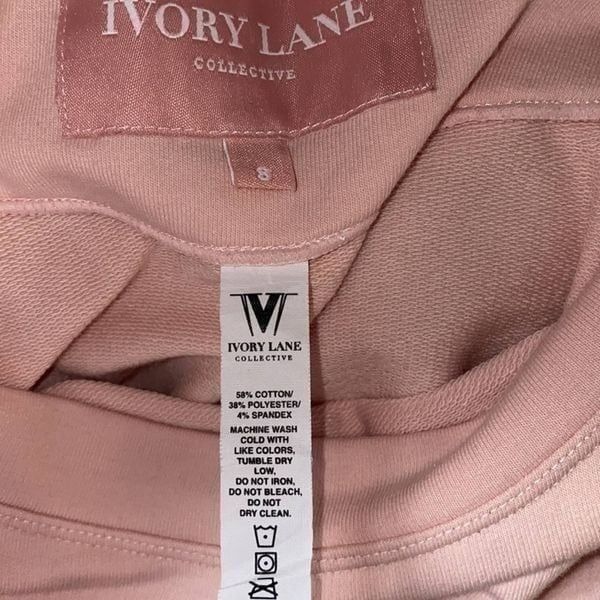 IVORY LANE
COLLECTIVE
8
IVORY LANE
COLLECTIVE
58% COTTON/
38% POLYESTER/
4% SPANDEX
MACHINE WASH
COLD WITH
LIKE COLORS,
TUMBLE DRY
LOW,
DO NOT IRON,
DO NOT BLEACH,
DO NOT
DRY CLEAN.